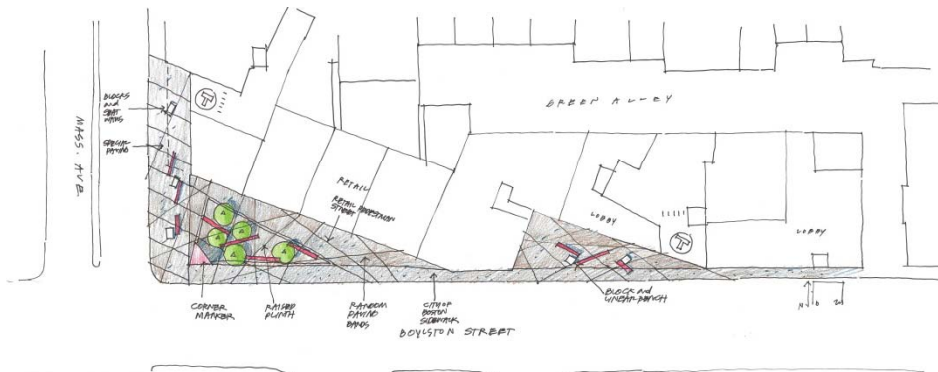 GREEN ALLEY
BLOCKS
and
SEAT
WALLS
SPECIAL
PAVING
MASS. AVE
T
RETAIL
RETAIL PEDESTRIAN
STREET
LOBBY
T
LOBBY
CORNER
MARKER
RAISED
PLINTH
RANDOM
PAVING
BANDS
CITY OF
BOSTON
SIDEWALK
BLOCK and
LINEAR BENCH
BOYLSTON STREET